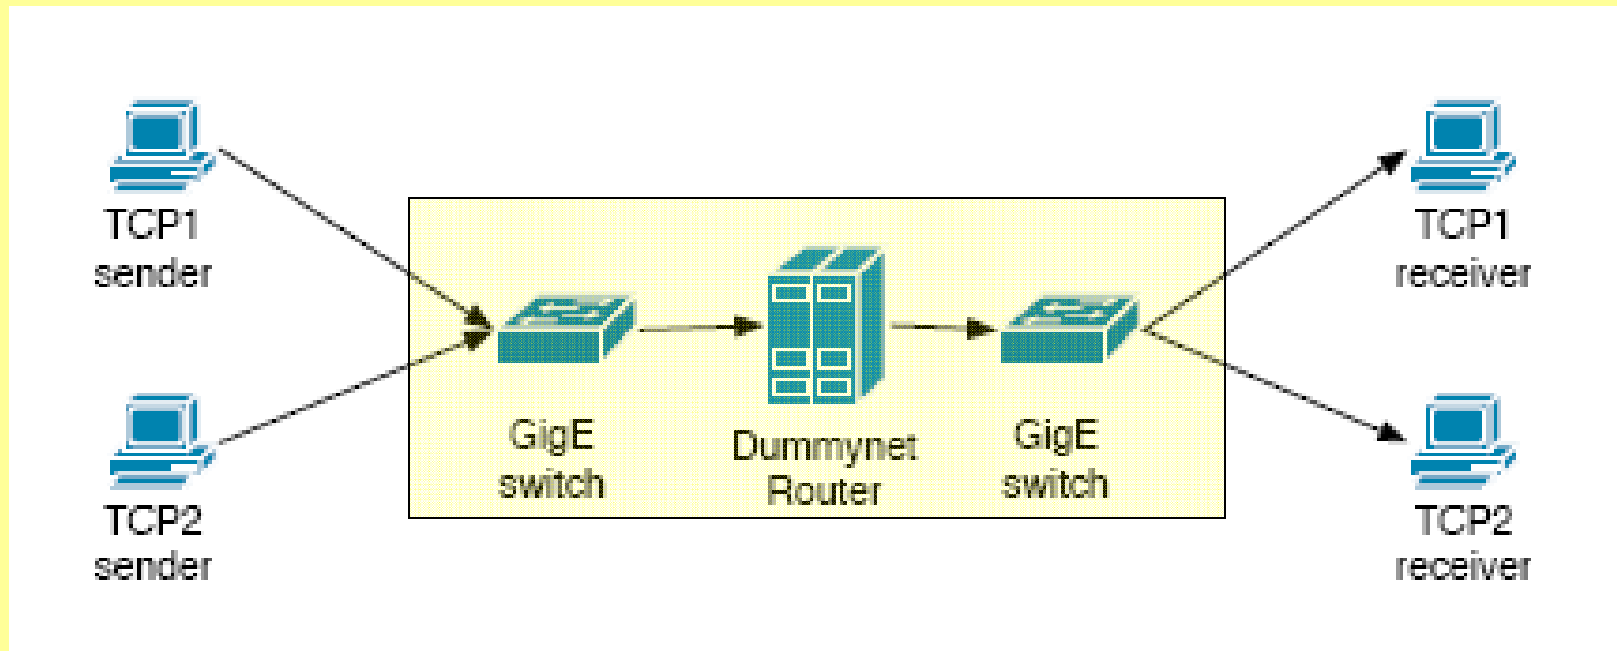 TCP1
sender
TCP2
sender
GigE
switch
Dummynet
Router
GigE
switch
TCP1
receiver
TCP2
receiver